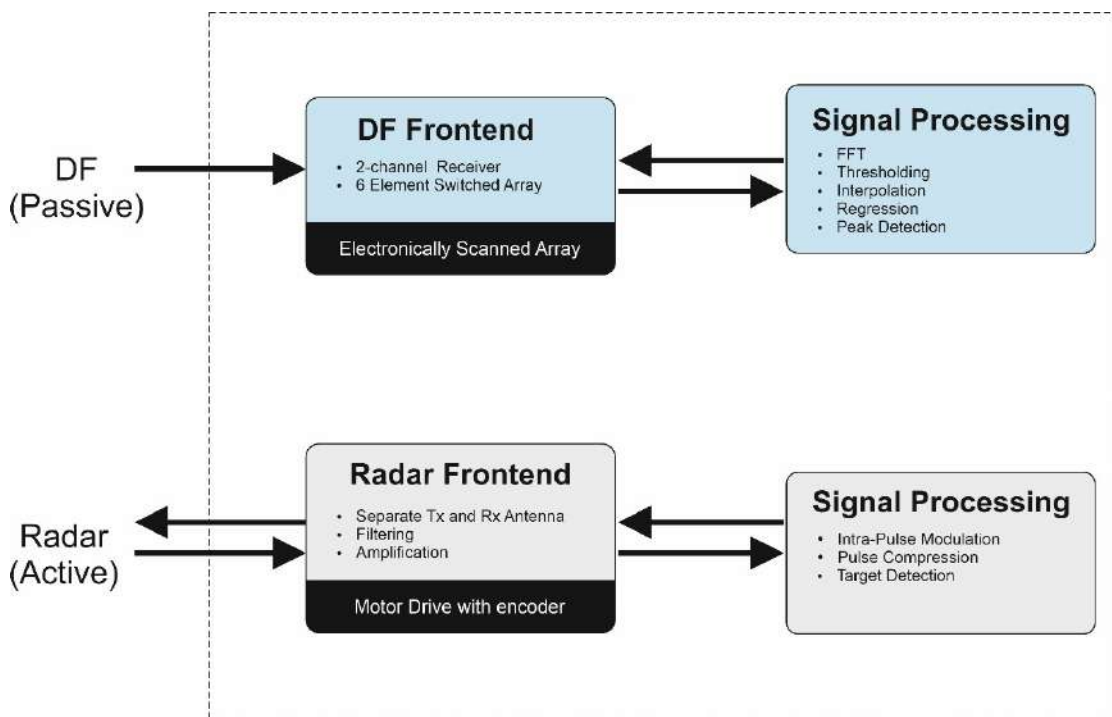 DF
(Passive)
DF Frontend
• 2-channel Receiver
• 6 Element Switched Array
Electronically Scanned Array
Signal Processing
• FFT
• Thresholding
• Interpolation
• Regression
• Peak Detection
Radar
(Active)
Radar Frontend
• Separate Tx and Rx Antenna
• Filtering
• Amplification
Motor Drive with encoder
Signal Processing
• Intra-Pulse Modulation
• Pulse Compression
• Target Detection